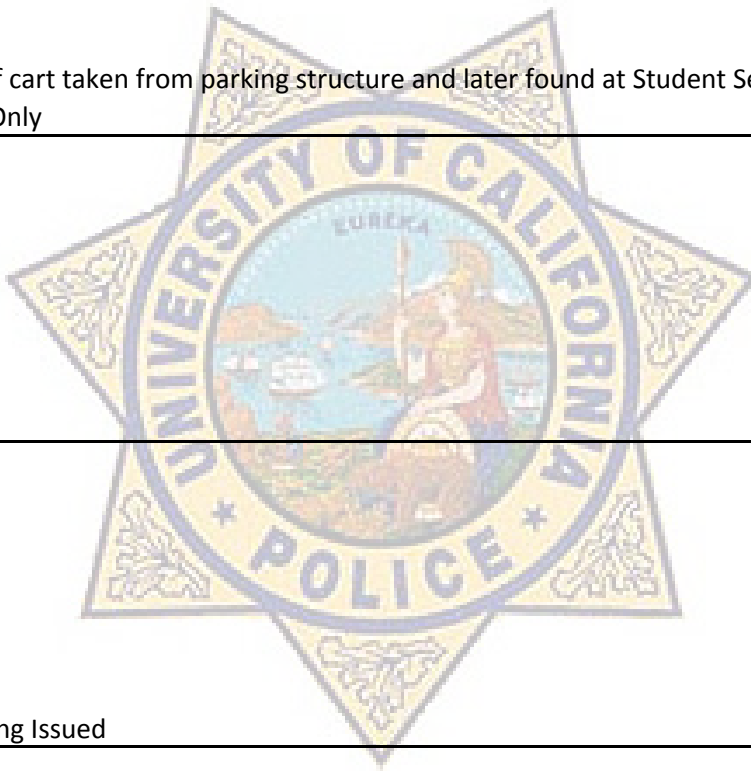 f cart taken from parking structure and later found at Student Se
Only
UNIVERSITY OF CALIFORNIA
EUREKA
* POLICE *
ng Issued